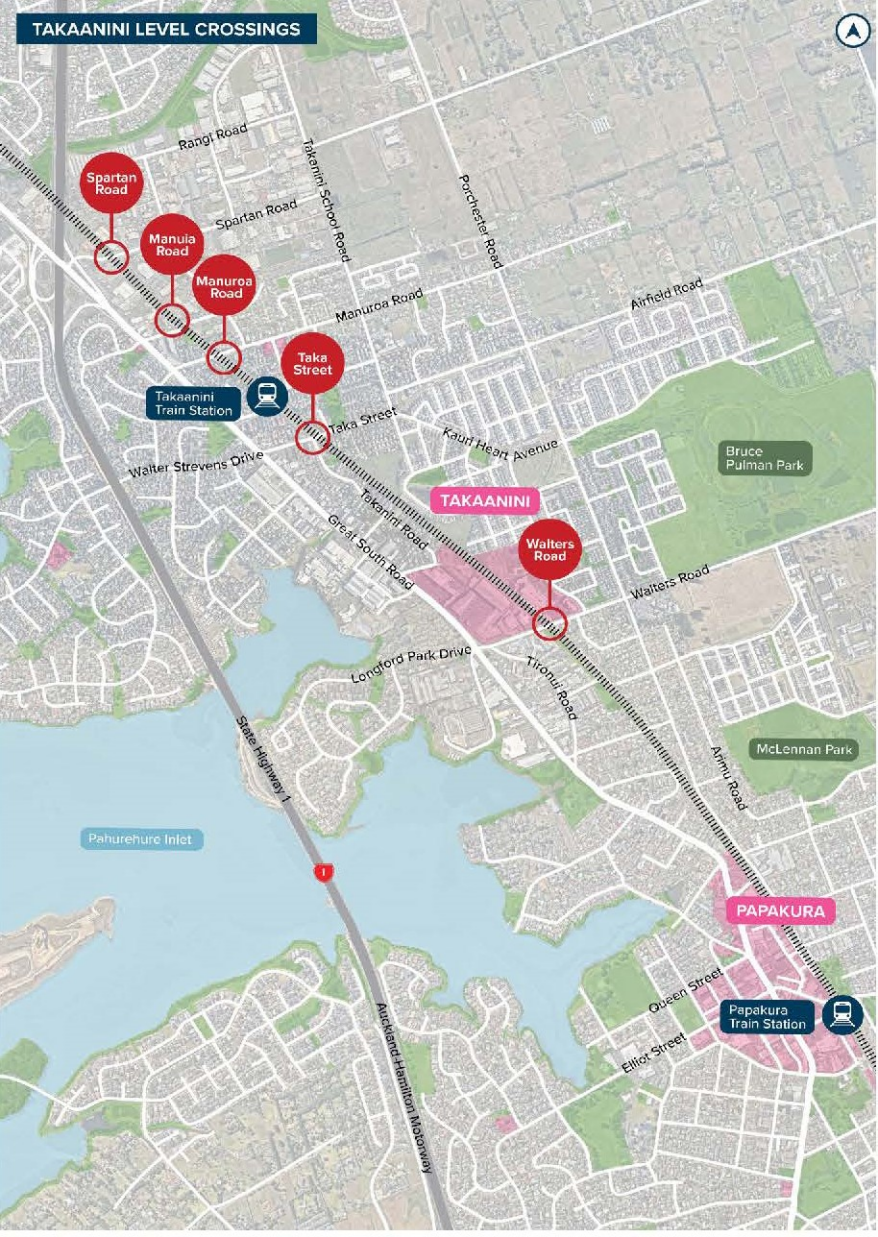 TAKAANINI LEVEL CROSSINGS
Rangi Road
Takanini School Road
Porchester Road
Spartan
Road
Spartan Road
Manuia
Road
Manuroa
Road
Manuroa Road
Airfield Road
Taka
Street
Takaanini
Train Station
Taka Street
Kauri Heart Avenue
Walter Strevens Drive
Bruce
Pulman Park
TAKAANINI
Takanini Road
Great South Road
Walters
Road
Walters Road
Longford Park Drive
Tironui Road
State Highway 1
McLennan Park
Arimu Road
Pahurehure Inlet
1
PAPAKURA
Queen Street
Papakura
Train Station
Elliot Street
Auckland-Hamilton Motorway